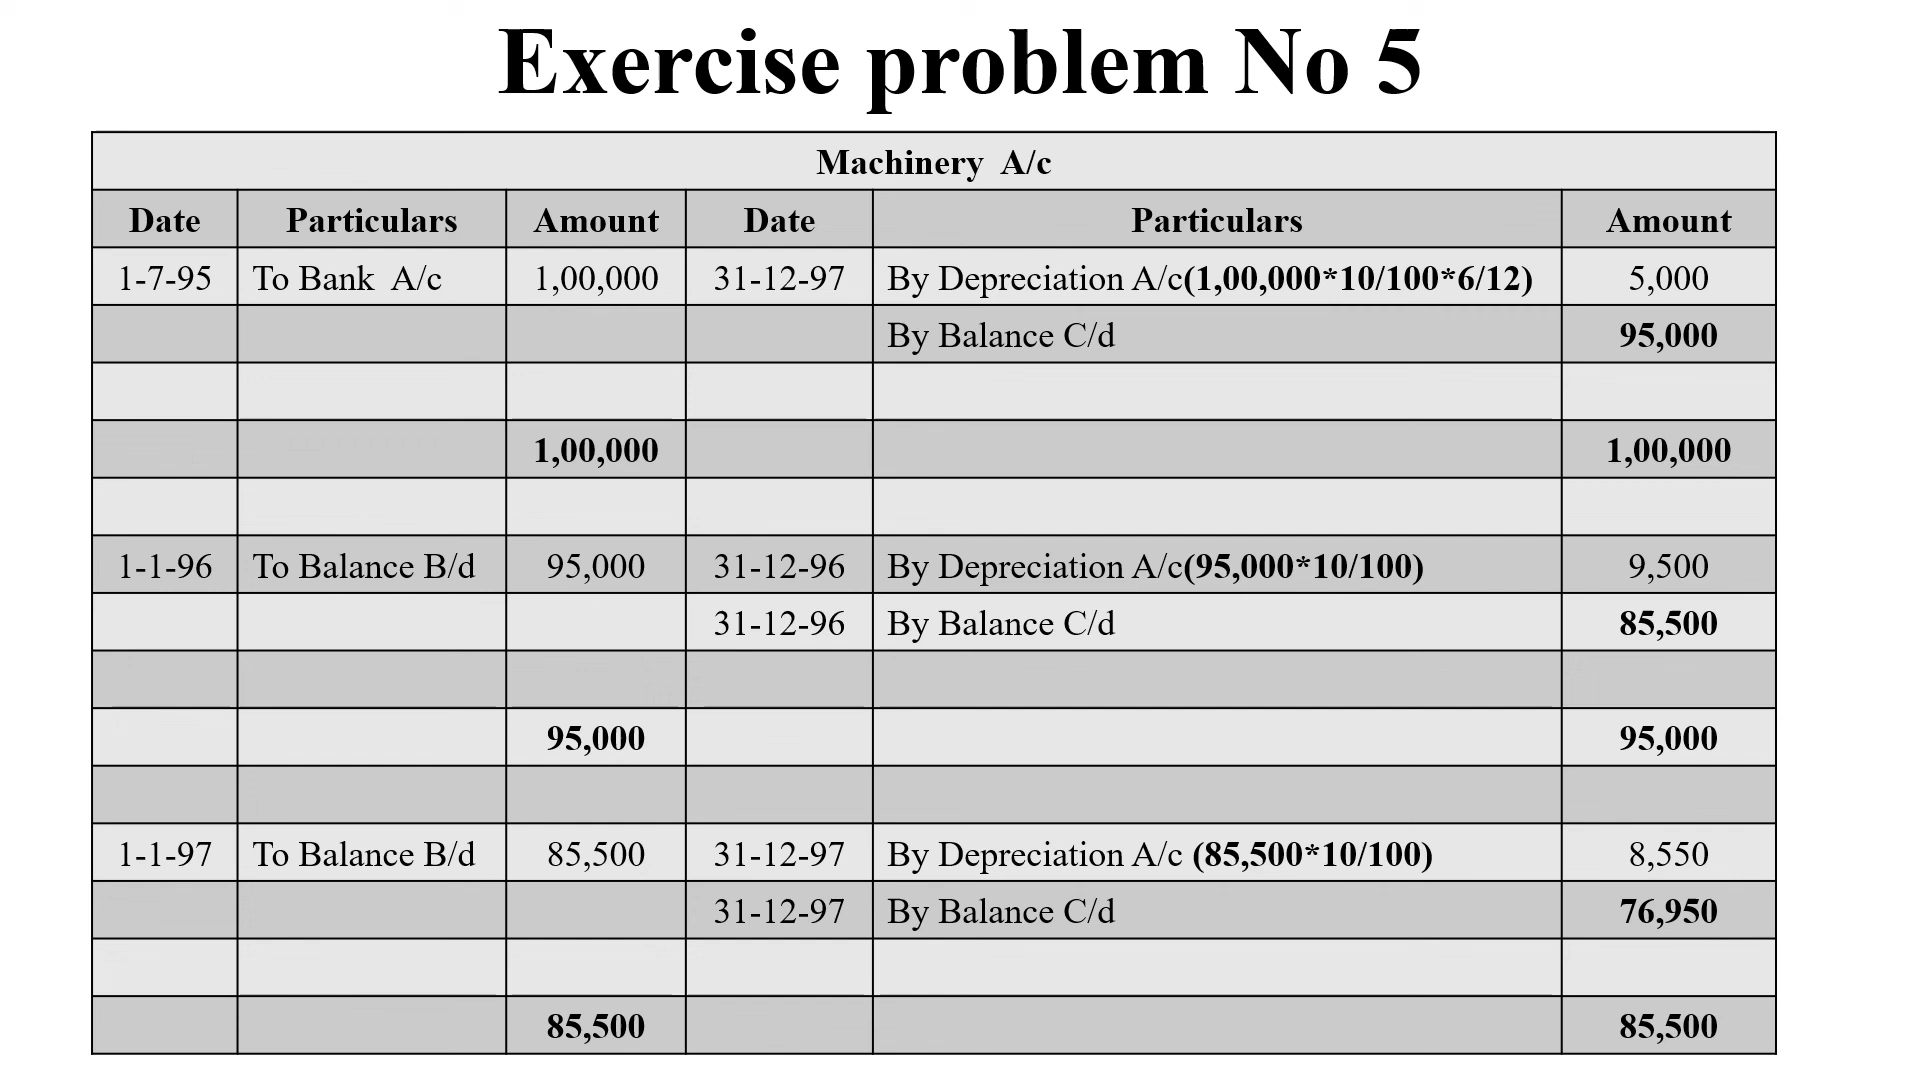 Exercise problem No 5
Machinery A/c
Date Particulars Amount Date Particulars Amount
1-7-95 To Bank A/c 1,00,000 31-12-97 By Depreciation A/c(1,00,000*10/100*6/12) 5,000
By Balance C/d 95,000
1,00,000 1,00,000
1-1-96 To Balance B/d 95,000 31-12-96 By Depreciation A/c(95,000*10/100) 9,500
31-12-96 By Balance C/d 85,500
95,000 95,000
1-1-97 To Balance B/d 85,500 31-12-97 By Depreciation A/c (85,500*10/100) 8,550
31-12-97 By Balance C/d 76,950
85,500 85,500